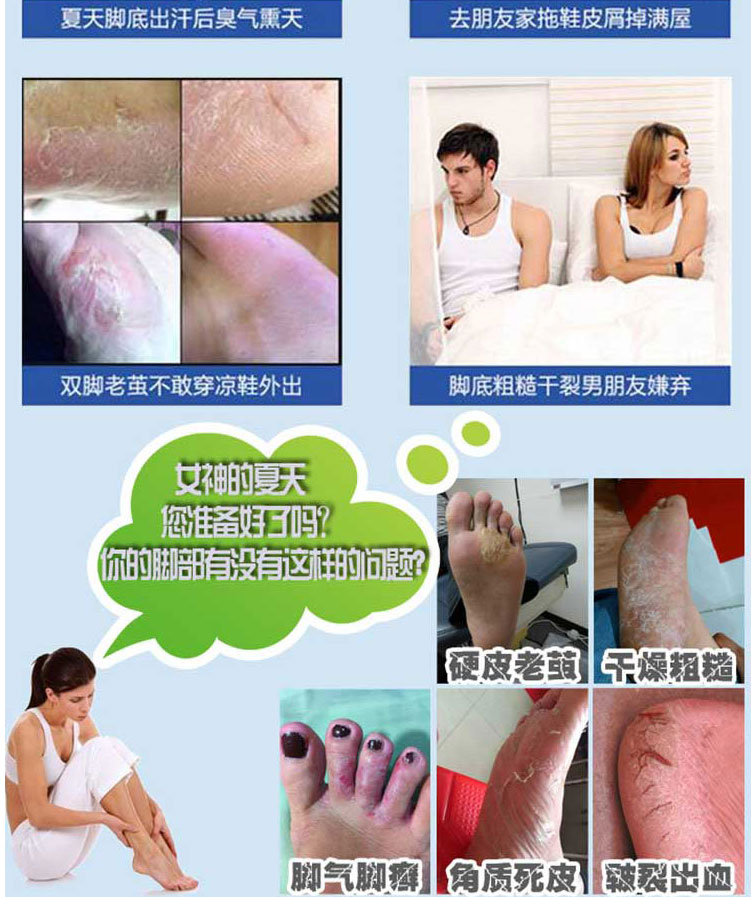 夏天脚底出汗后臭气熏天
去朋友家拖鞋皮屑掉满屋
双脚老茧不敢穿凉鞋外出
脚底粗糙干裂男朋友嫌弃
女神的夏天
您准备好了吗?
你的脚部有没有这样的问题?
硬皮老茧
干燥粗糙
脚气脚癣
角质死皮
皲裂出血